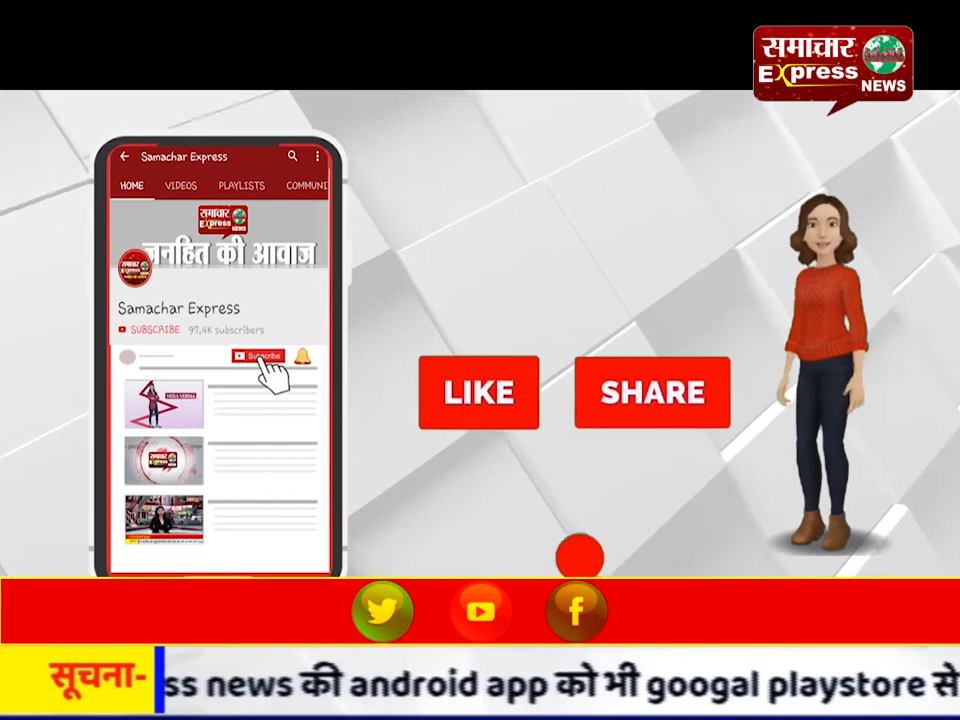 समाचार
Express
NEWS
Samachar Express
HOME VIDEOS PLAYLISTS COMMUNI
समाचार
Express
NEWS
जनहित की आवाज
Samachar Express
SUBSCRIBE 97.4K subscribers
Subscribe
LIKE SHARE
सूचना- ss news की android app को भी googal playstore से